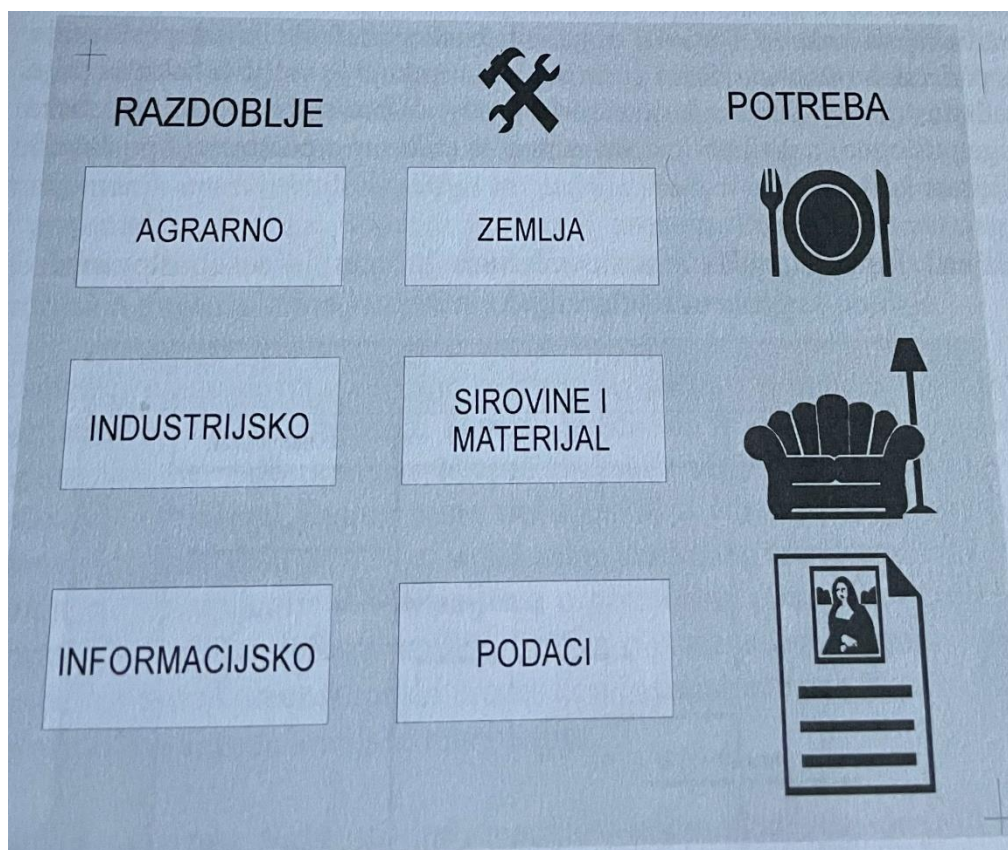 RAZDOBLJE
POTREBA
AGRARNO
ZEMLJA
INDUSTRIJSKO
SIROVINE I
MATERIJAL
INFORMACIJSKO
PODACI